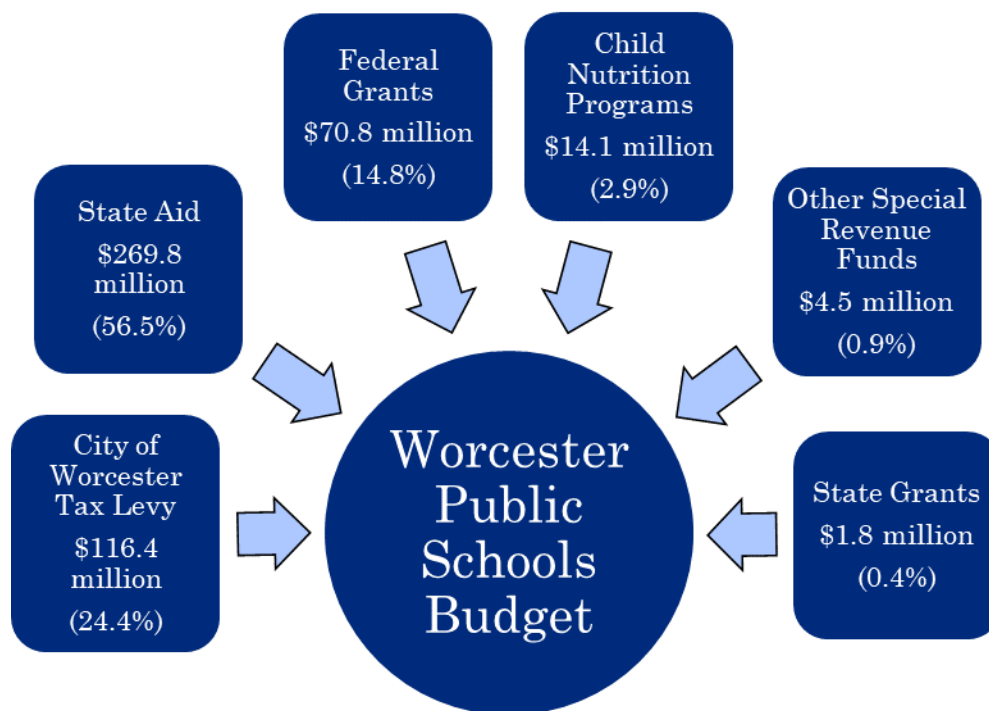 City of
Worcester
Tax Levy
$116.4
million
(24.4%)
State Aid
$269.8
million
(56.5%)
Federal
Grants
$70.8 million
(14.8%)
Child
Nutrition
Programs
$14.1 million
(2.9%)
Other Special
Revenue
Funds
$4.5 million
(0.9%)
State Grants
$1.8 million
(0.4%)
Worcester
Public
Schools
Budget